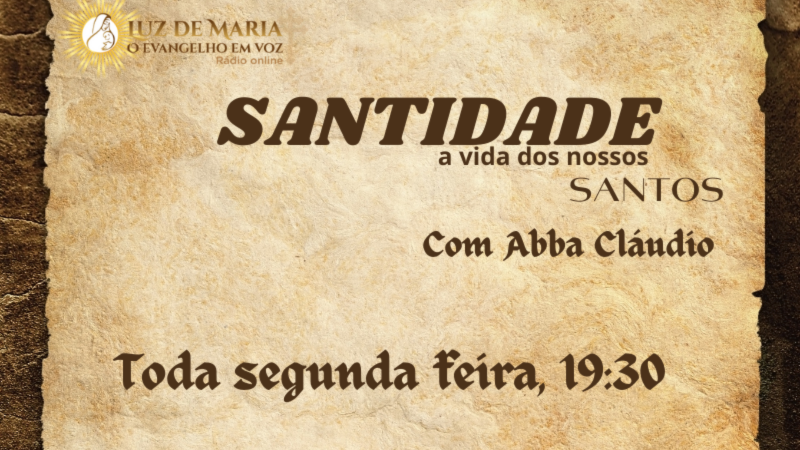 LUZ DE MARIA
O EVANGELHO EM VOZ
Rádio online
SANTIDADE
a vida dos nossos
SANTOS
Com Abba Cláudio
Toda segunda feira, 19:30